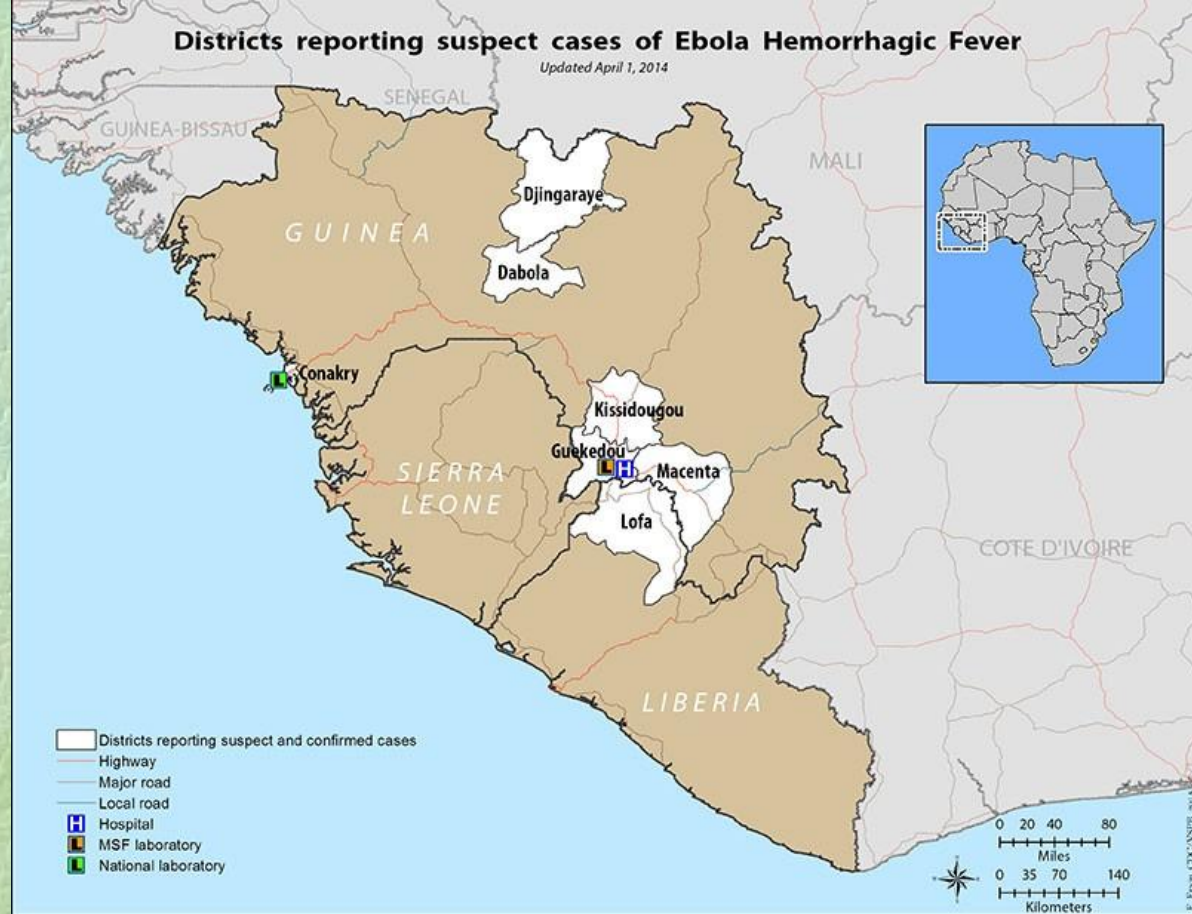 Districts reporting suspect cases of Ebola Hemorrhagic Fever
Updated April 1, 2014
SENEGAL
GUINEA-BISSAU
MALI
Djingaraye
GUINEA
Dabola
Conakry
L
Kissidougou
Guekedou
L
H
Macenta
SIERRA
LEONE
Lofa
COTE D'IVOIRE
LIBERIA
Districts reporting suspect and confirmed cases
Highway
Major road
Local road
H Hospital
L MSF laboratory
L National laboratory
0 20 40 80
Miles
0 35 70 140
Kilometers